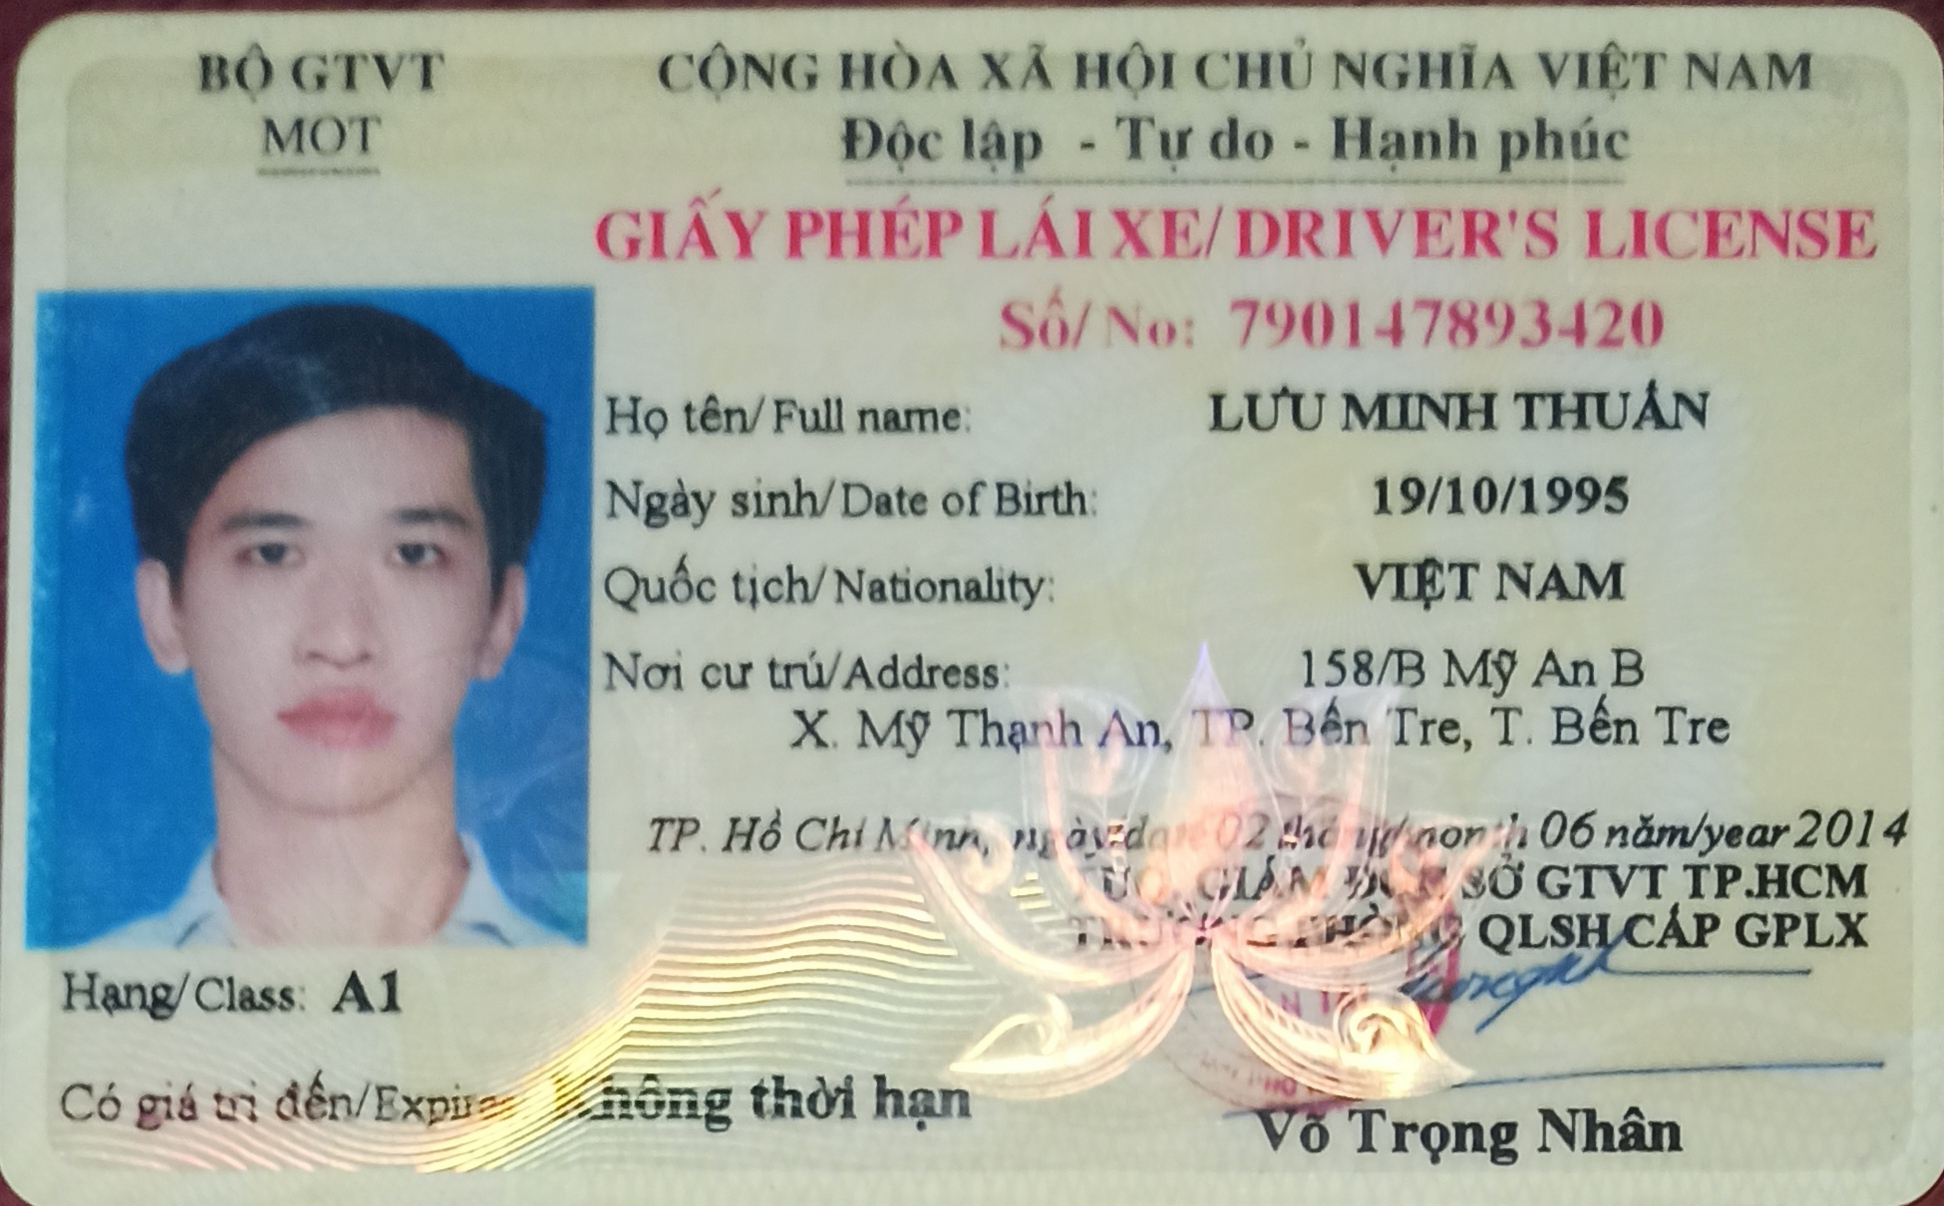 BỘ GTVT
MOT
CỘNG HÒA XÃ HỘI CHỦ NGHĨA VIỆT NAM
Độc lập - Tự do - Hạnh phúc
GIẤY PHÉP LÁI XE/ DRIVER'S LICENSE
Số/ No: 790147893420
Họ tên/ Full name: LƯU MINH THUẬN
Ngày sinh/ Date of Birth: 19/10/1995
Quốc tịch/ Nationality: VIỆT NAM
Nơi cư trú/ Address: 158/B Mỹ An B
X. Mỹ Thạnh An, TP. Bến Tre, T. Bến Tre
TP. Hồ Chí Minh, ngày/date 02 tháng/month 06 năm/year 2014
TUQ. GIÁM ĐỐC SỞ GTVT TP.HCM
TRƯỞNG PHÒNG QLSH CẤP GPLX
Hạng/ Class: A1
Có giá trị đến/ Expires Không thời hạn
Võ Trọng Nhân